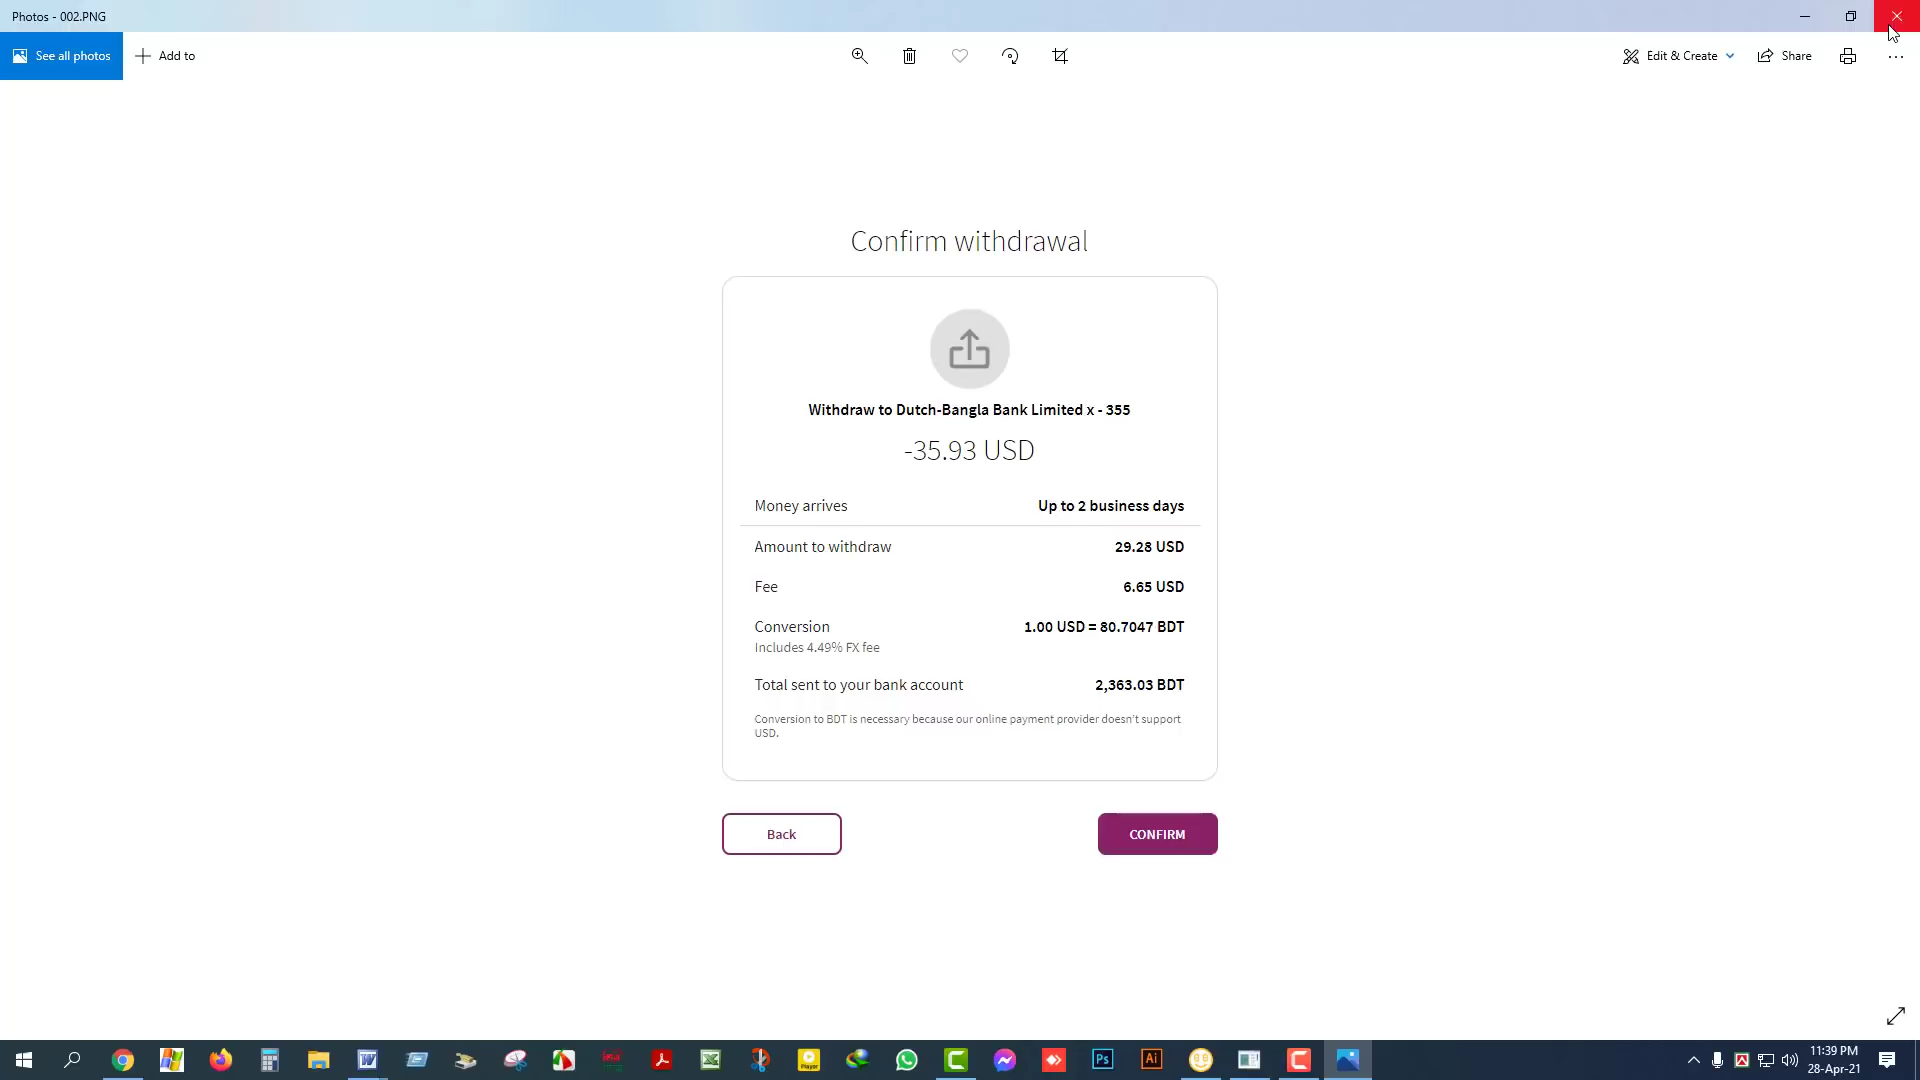 Photos - 002.PNG
See all photos
Add to
Edit & Create
Share
Confirm withdrawal
Withdraw to Dutch-Bangla Bank Limited x - 355
-35.93 USD
Money arrives Up to 2 business days
Amount to withdraw 29.28 USD
Fee 6.65 USD
Conversion 1.00 USD = 80.7047 BDT
Includes 4.49% FX fee
Total sent to your bank account 2,363.03 BDT
Conversion to BDT is necessary because our online payment provider doesn't support
USD.
Back
CONFIRM
Player
Ps
Ai
11:39 PM
28-Apr-21